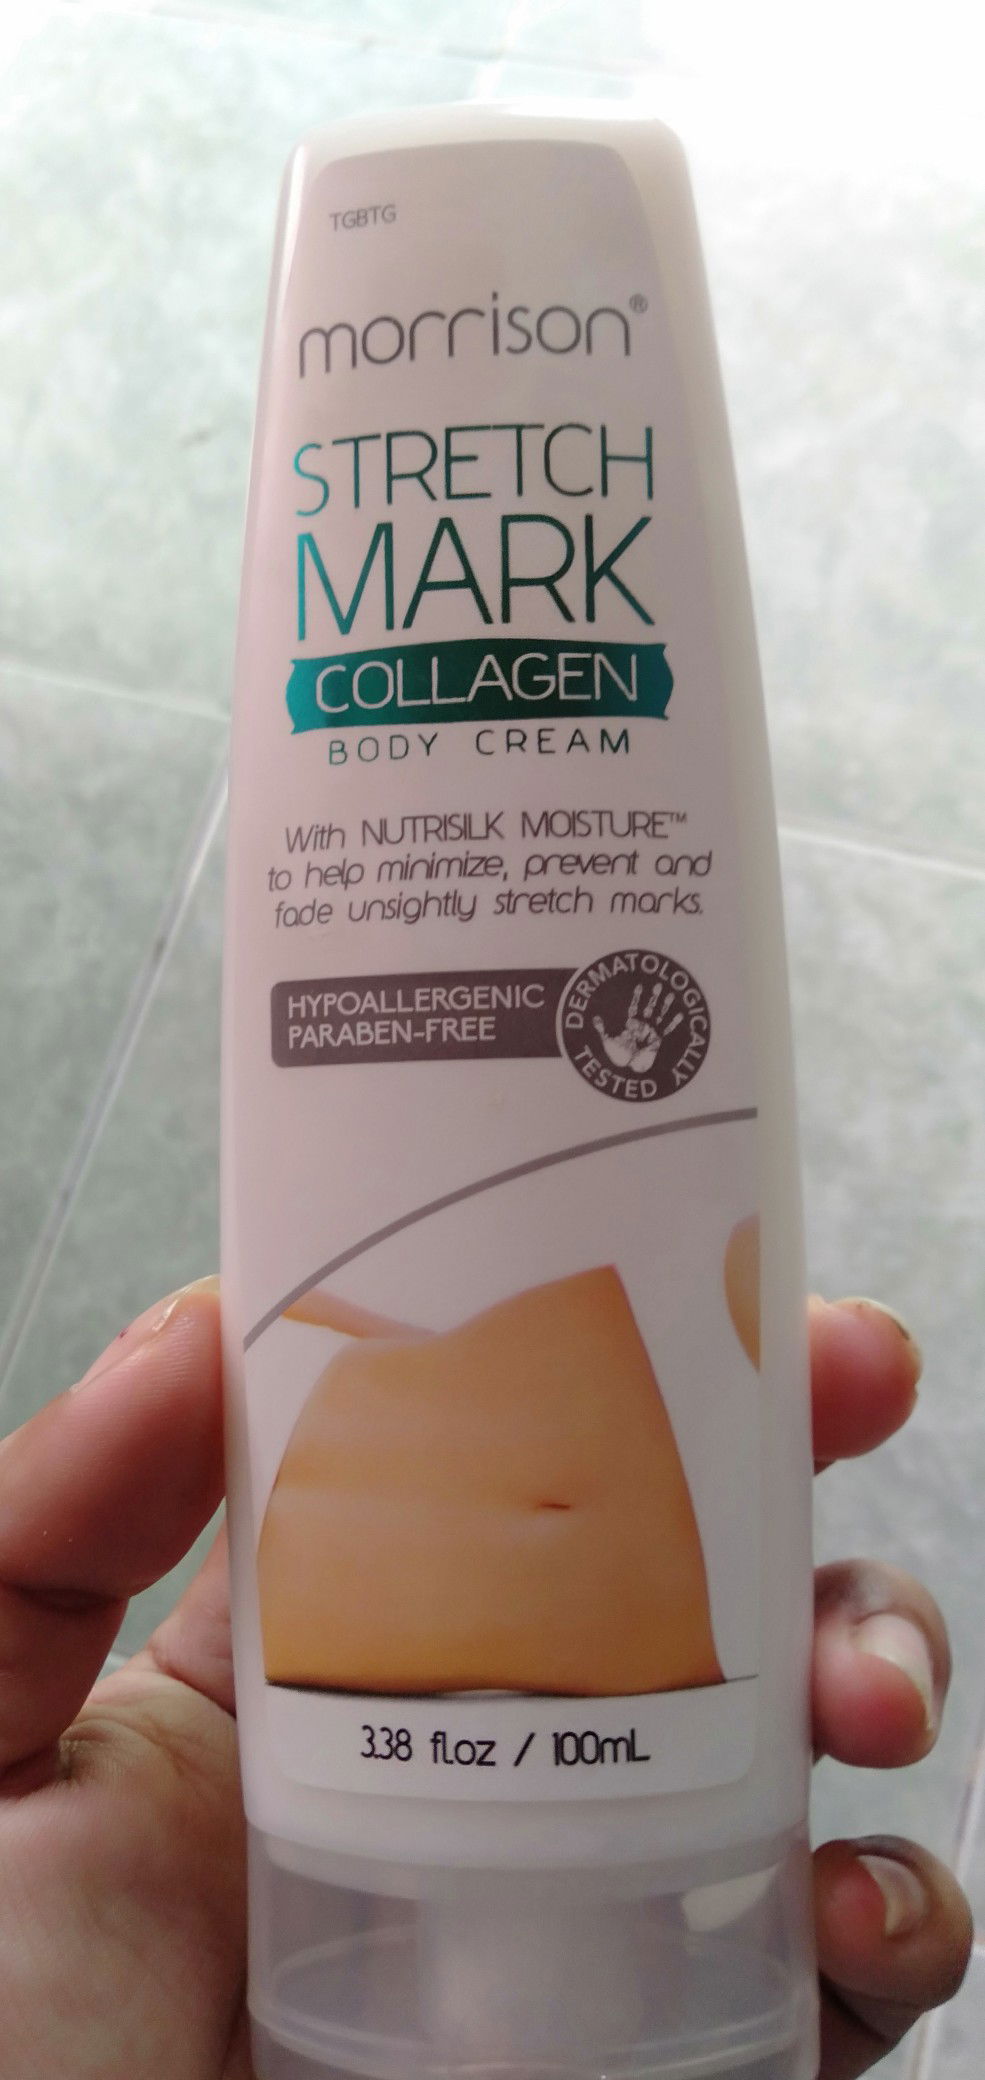 TGBTG
morrison®
STRETCH
MARK
COLLAGEN
BODY CREAM
With NUTRISILK MOISTURE™
to help minimize, prevent and
fade unsightly stretch marks.
HYPOALLERGENIC
PARABEN-FREE
DERMATOLOGICALLY
TESTED
3.38 fl.oz / 100mL